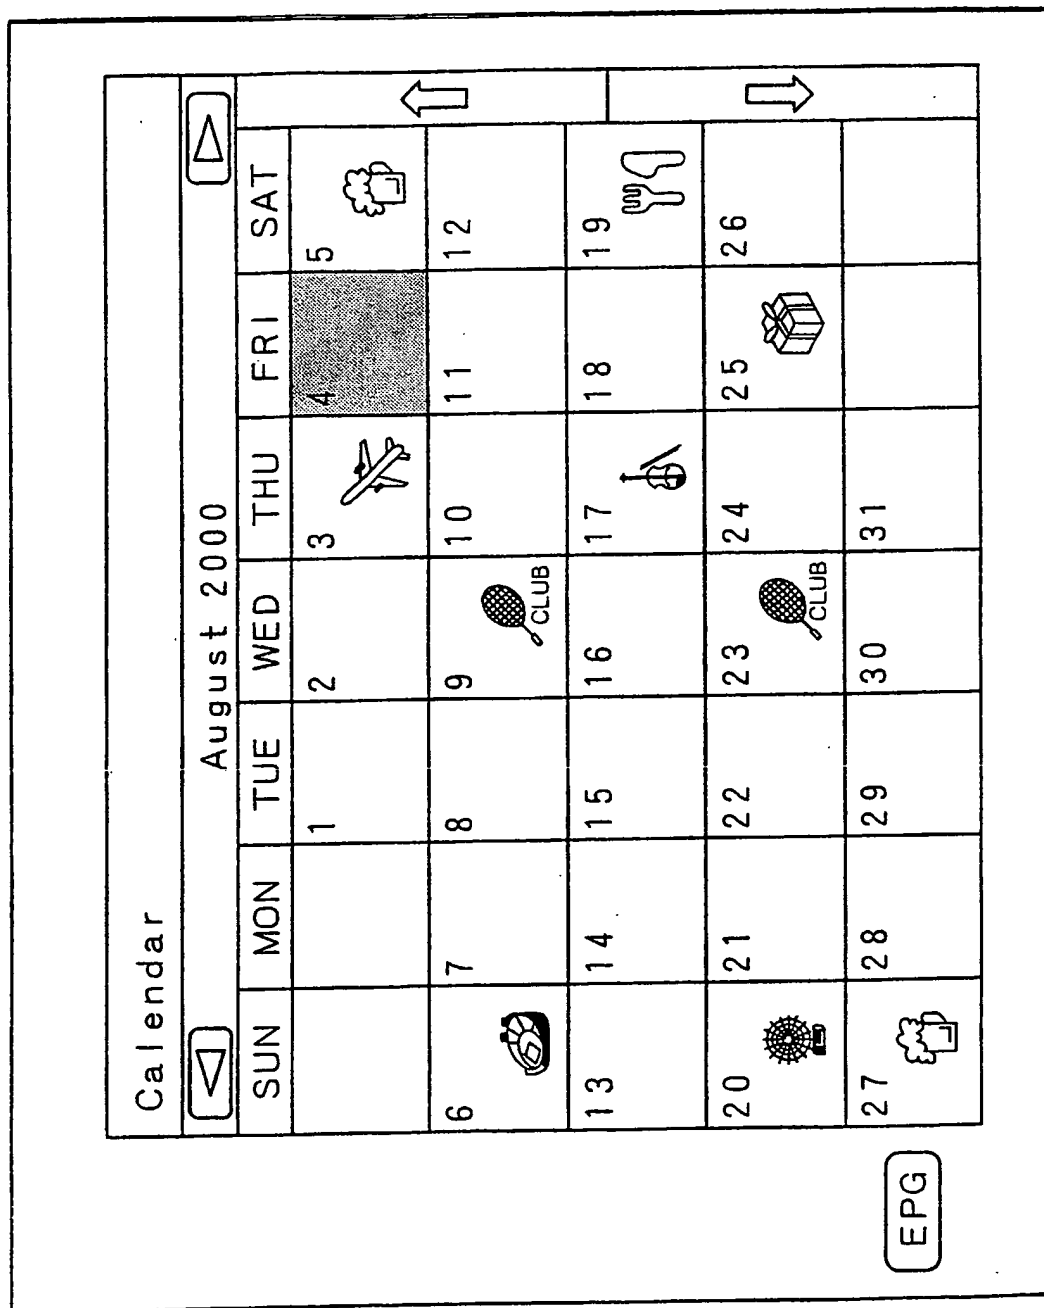 Calendar
August 2000
SUN MON TUE WED THU FRI SAT
1 2 3 4 5
6 7 8 9 10 11 12
CLUB
13 14 15 16 17 18 19
20 21 22 23 24 25 26
CLUB
27 28 29 30 31
EPG